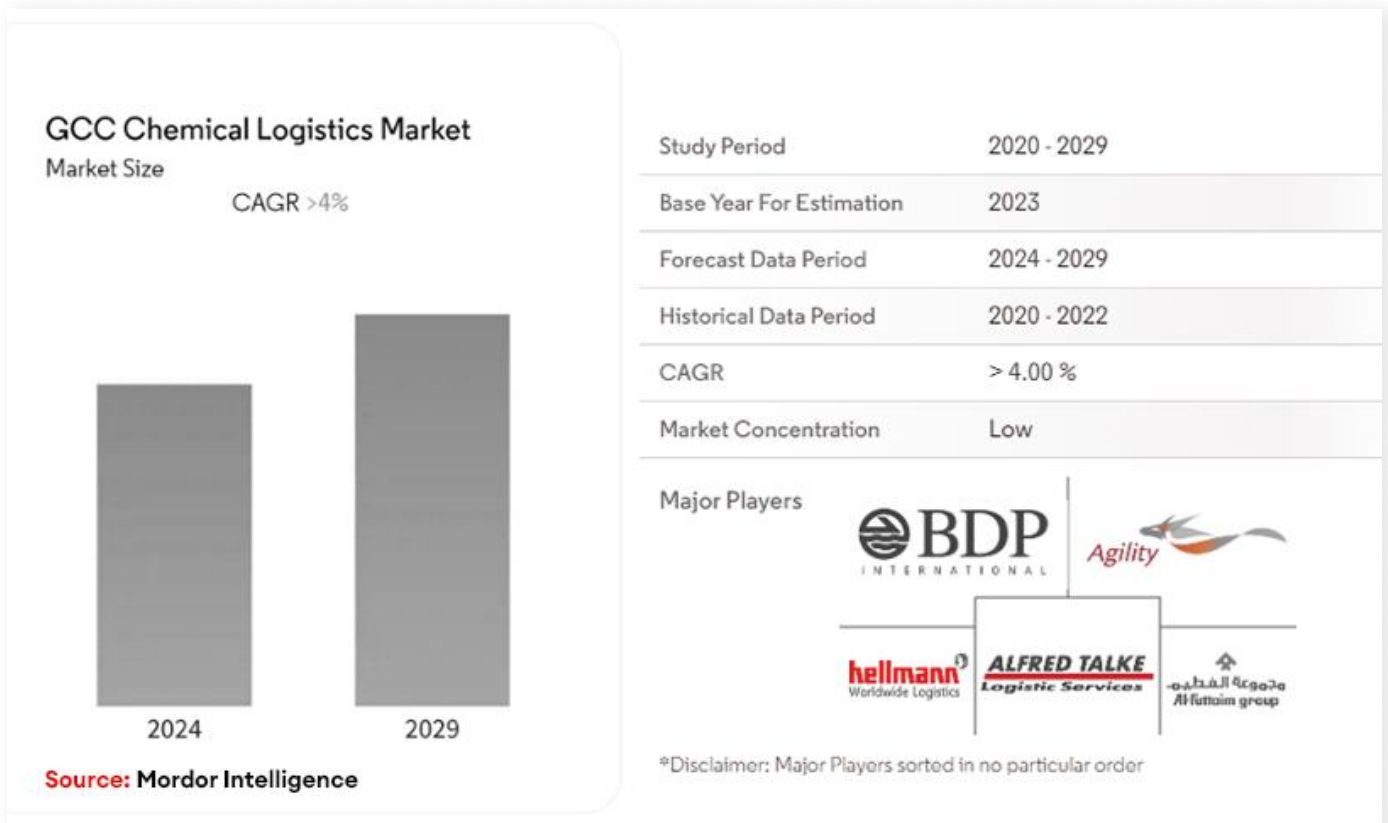 GCC Chemical Logistics Market
Market Size
CAGR >4%
2024
2029
Source: Mordor Intelligence
Study Period 2020 - 2029
Base Year For Estimation 2023
Forecast Data Period 2024 - 2029
Historical Data Period 2020 - 2022
CAGR > 4.00 %
Market Concentration Low
Major Players
BDP
INTERNATIONAL
Agility
hellmann
Worldwide Logistics
ALFRED TALKE
Logistic Services
Al-Futtaim group
*Disclaimer: Major Players sorted in no particular order